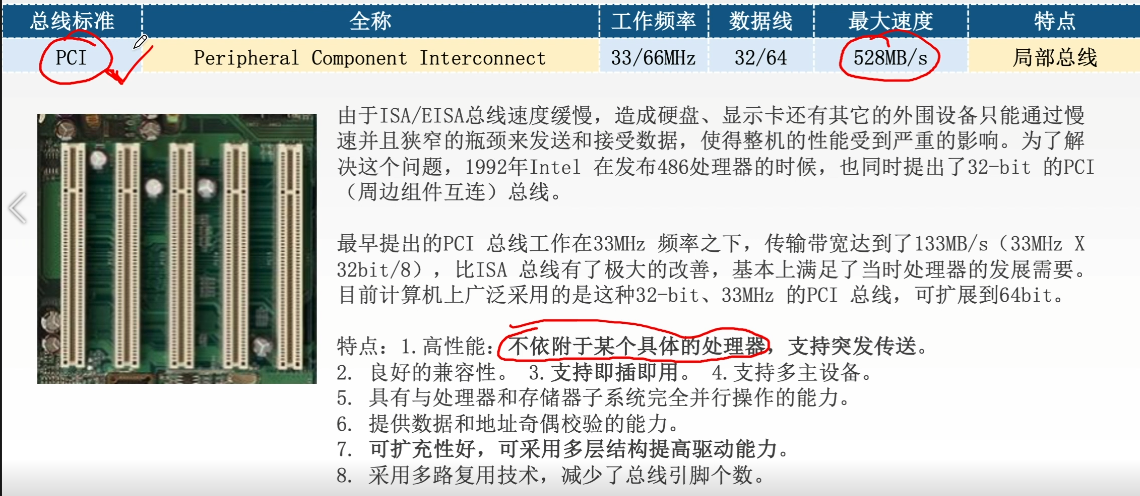 总线标准 全称 工作频率 数据线 最大速度 特点
PCI Peripheral Component Interconnect 33/66MHz 32/64 528MB/s 局部总线
由于ISA/EISA总线速度缓慢，造成硬盘、显示卡还有其它的外围设备只能通过慢
速并且狭窄的瓶颈来发送和接受数据，使得整机的性能受到严重的影响。为了解
决这个问题，1992年Intel 在发布486处理器的时候，也同时提出了32-bit 的PCI
（周边组件互连）总线。
最早提出的PCI 总线工作在33MHz 频率之下，传输带宽达到了133MB/s（33MHz X
32bit/8），比ISA 总线有了极大的改善，基本上满足了当时处理器的发展需要。
目前计算机上广泛采用的是这种32-bit、33MHz 的PCI 总线，可扩展到64bit。
特点：1.高性能：不依附于某个具体的处理器，支持突发传送。
2. 良好的兼容性。 3.支持即插即用。 4.支持多主设备。
5. 具有与处理器和存储器子系统完全并行操作的能力。
6. 提供数据和地址奇偶校验的能力。
7. 可扩充性好，可采用多层结构提高驱动能力。
8. 采用多路复用技术，减少了总线引脚个数。